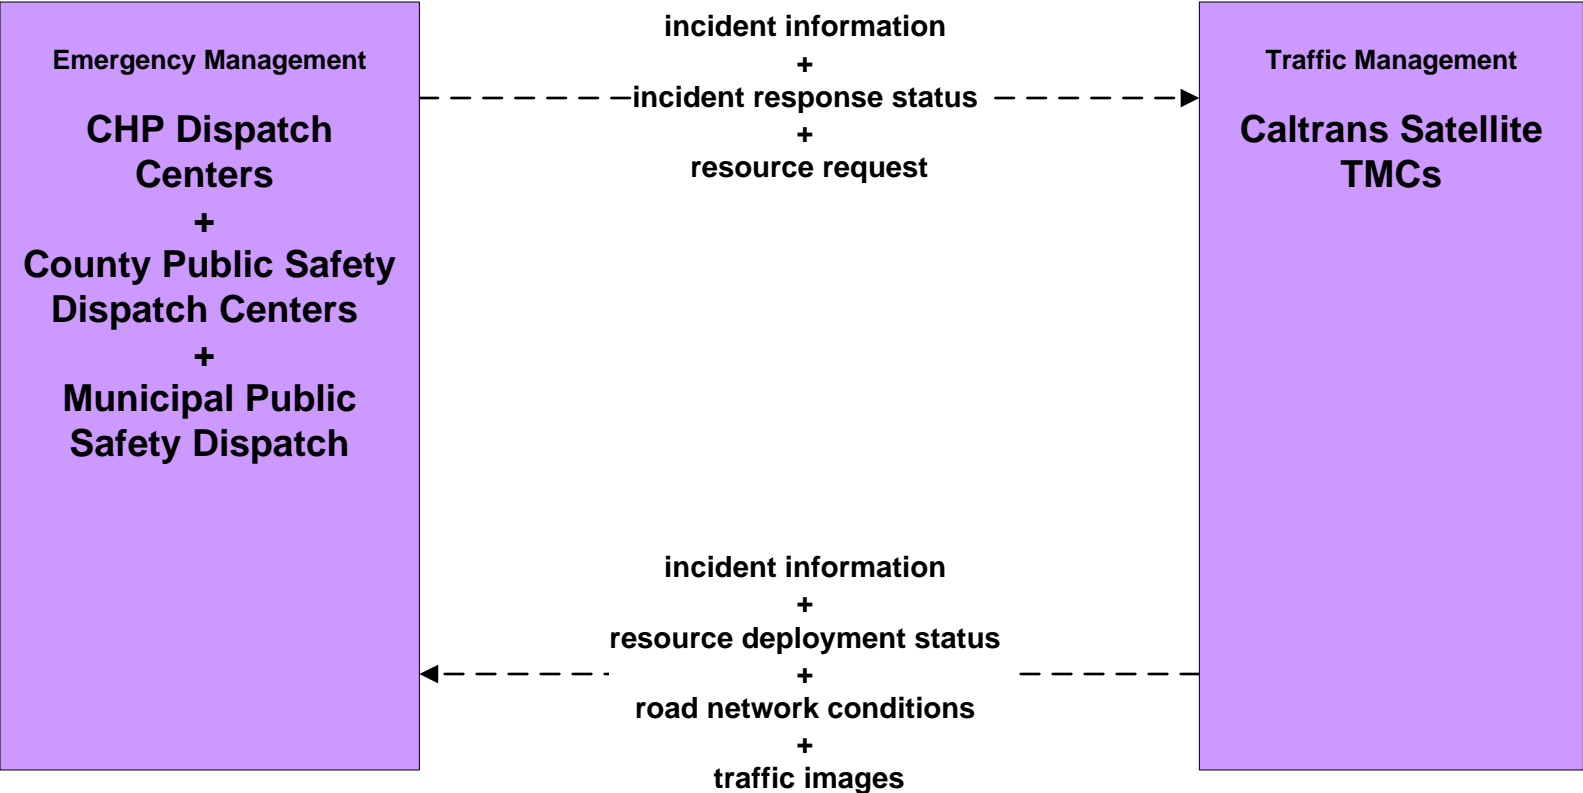 Emergency Management
CHP Dispatch
Centers
+
County Public Safety
Dispatch Centers
+
Municipal Public
Safety Dispatch
incident information
+
incident response status
+
resource request
incident information
+
resource deployment status
+
road network conditions
+
traffic images
Traffic Management
Caltrans Satellite
TMCs